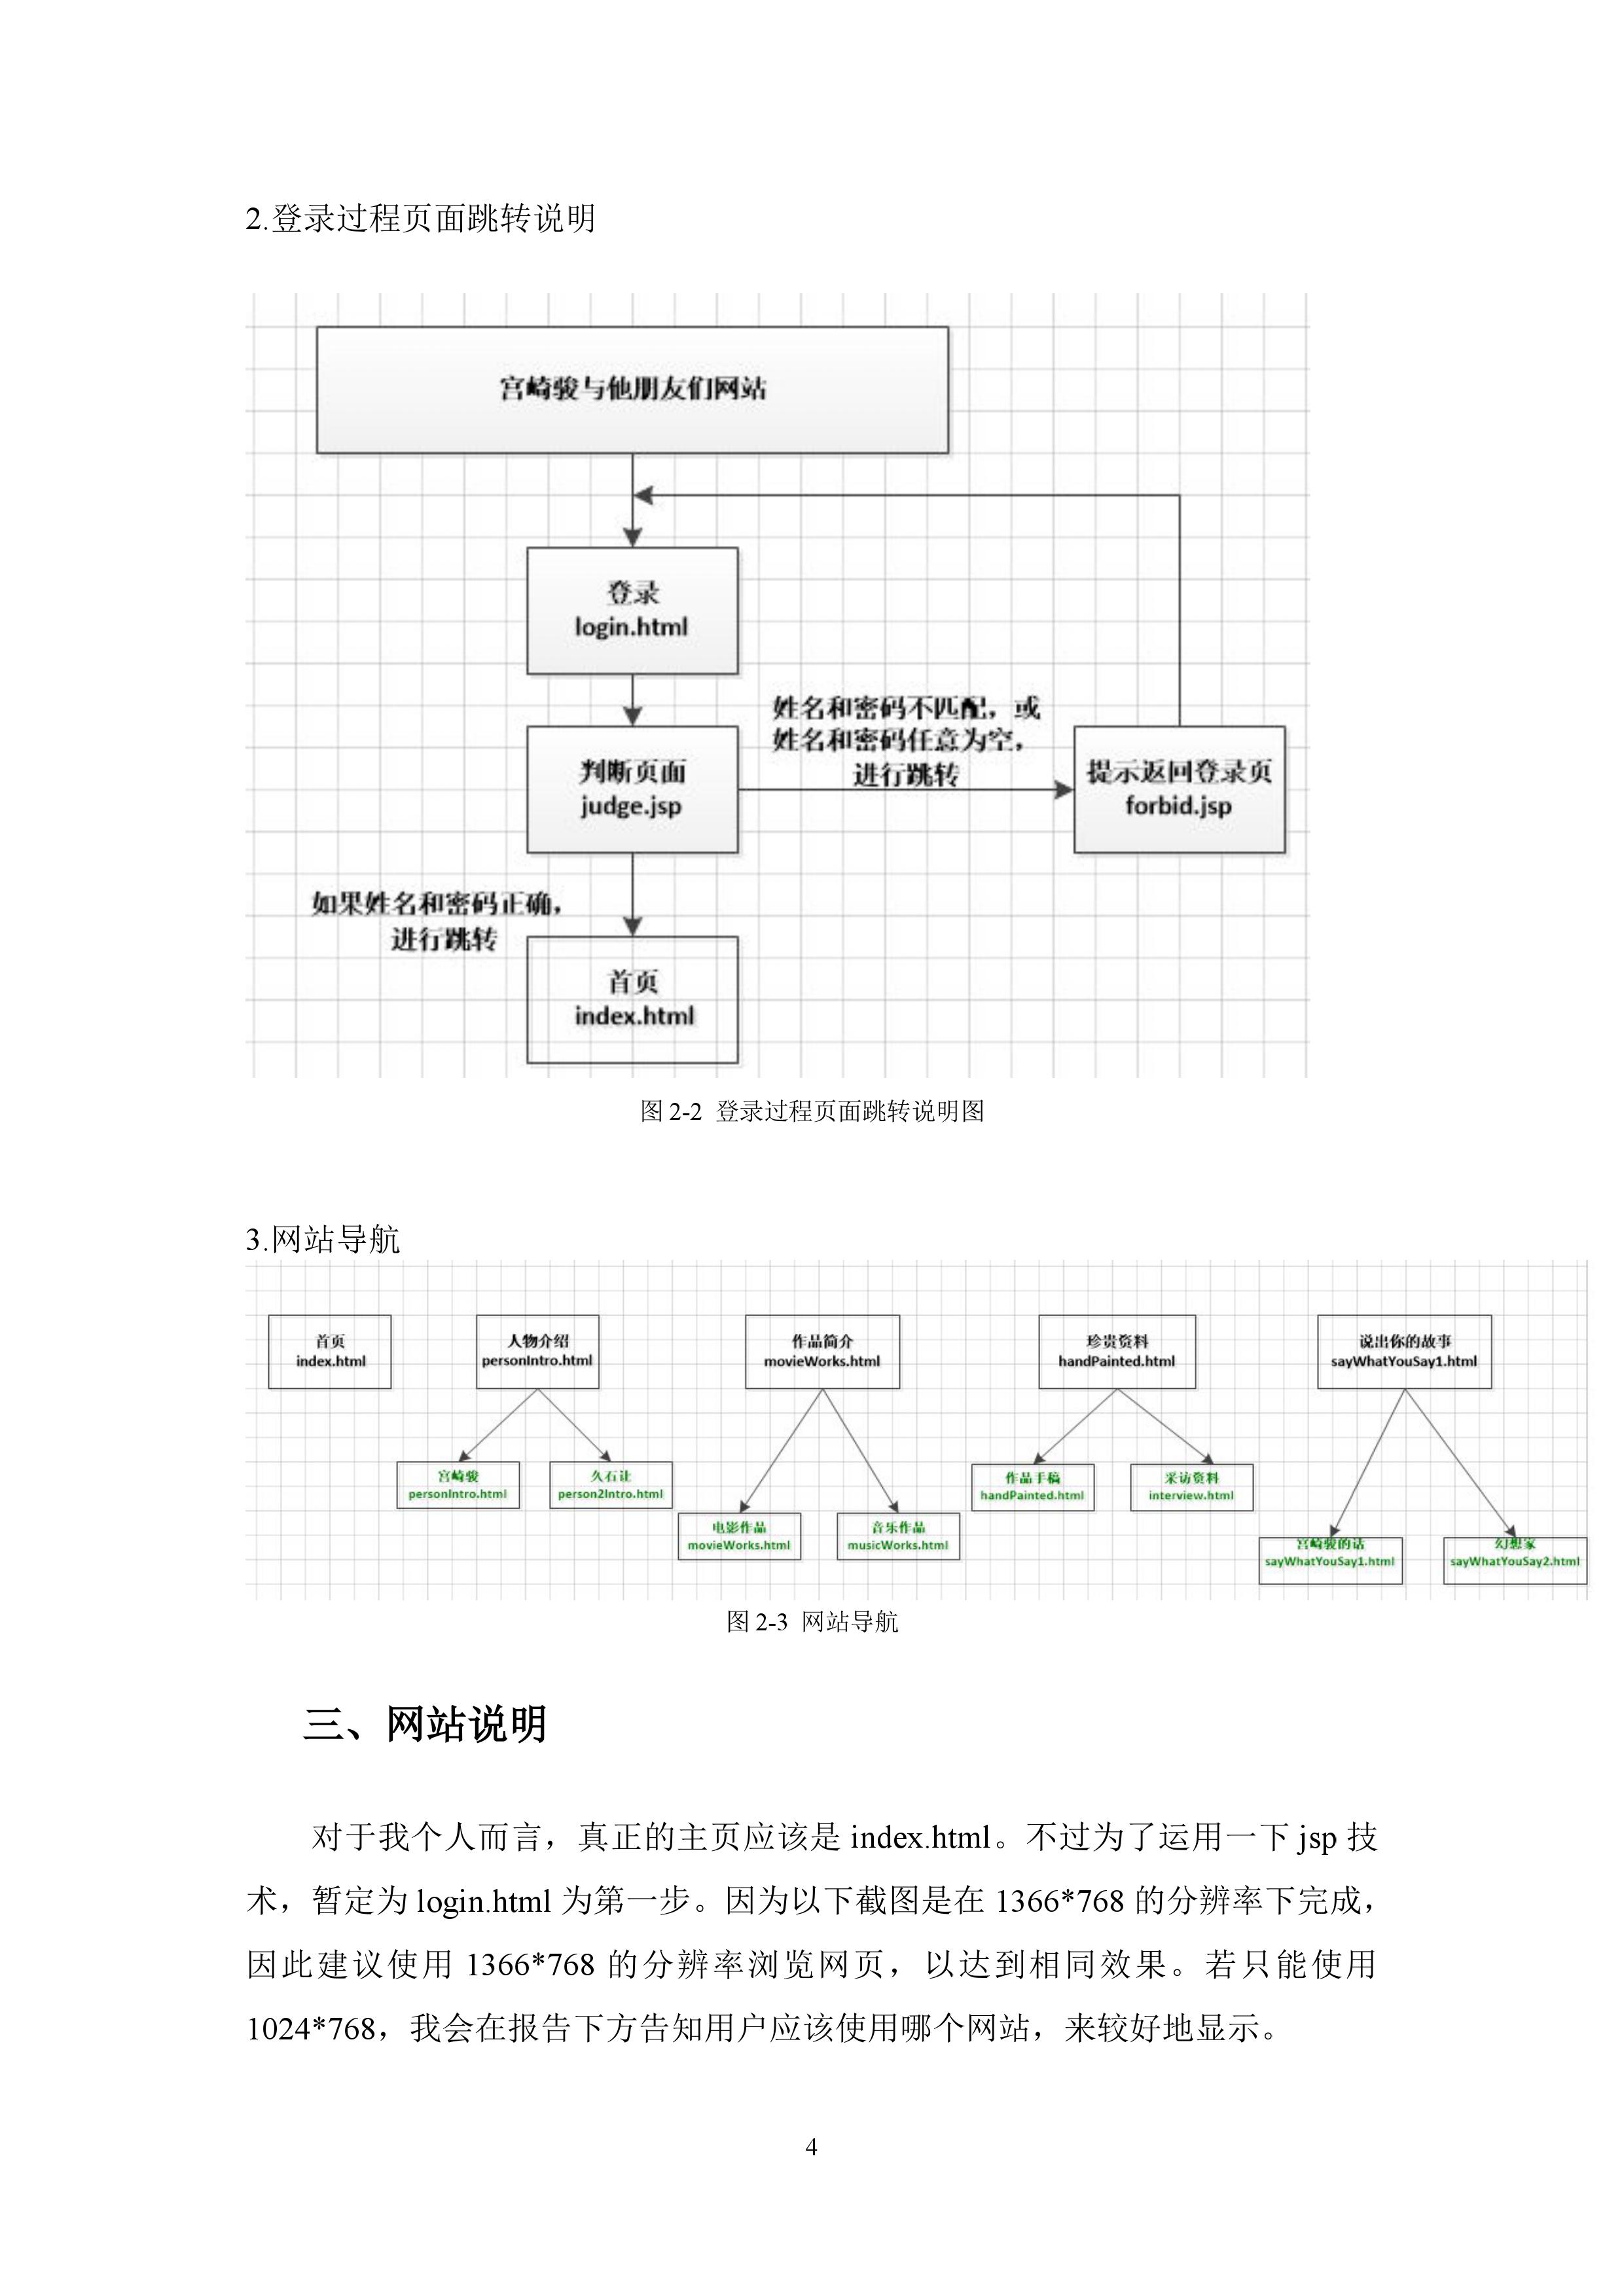 2.登录过程页面跳转说明
宫崎骏与他朋友们网站
登录
login.html
姓名和密码不匹配，或
姓名和密码任意为空，
进行跳转
判断页面
judge.jsp
提示返回登录页
forbid.jsp
如果姓名和密码正确，
进行跳转
首页
index.html
图 2-2 登录过程页面跳转说明图
3.网站导航
首页
index.html
人物介绍
personIntro.html
作品简介
movieWorks.html
珍贵资料
handPainted.html
说出你的故事
sayWhatYouSay1.html
宫崎骏
personIntro.html
久石让
person2Intro.html
电影作品
movieWorks.html
音乐作品
musicWorks.html
作品手稿
handPainted.html
采访资料
interview.html
宫崎骏的话
sayWhatYouSay1.html
幻想家
sayWhatYouSay2.html
图 2-3 网站导航
三、网站说明
对于我个人而言，真正的主页应该是 index.html。不过为了运用一下 jsp 技
术，暂定为 login.html 为第一步。因为以下截图是在 1366*768 的分辨率下完成，
因此建议使用 1366*768 的分辨率浏览网页，以达到相同效果。若只能使用
1024*768，我会在报告下方告知用户应该使用哪个网站，来较好地显示。
4